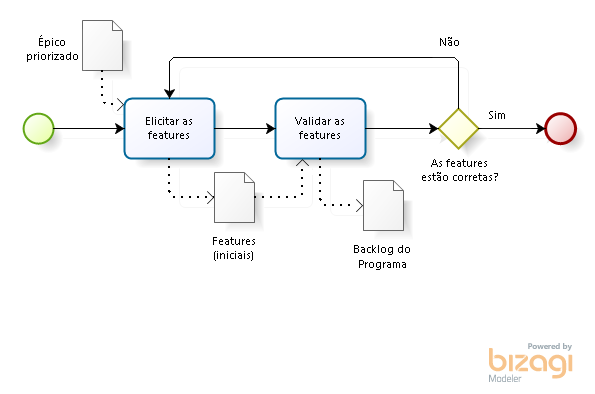 Épico
priorizado
Não
Elicitar as
features
Validar as
features
Sim
As features
estão corretas?
Features
(iniciais)
Backlog do
Programa
Powered by
bizagi
Modeler